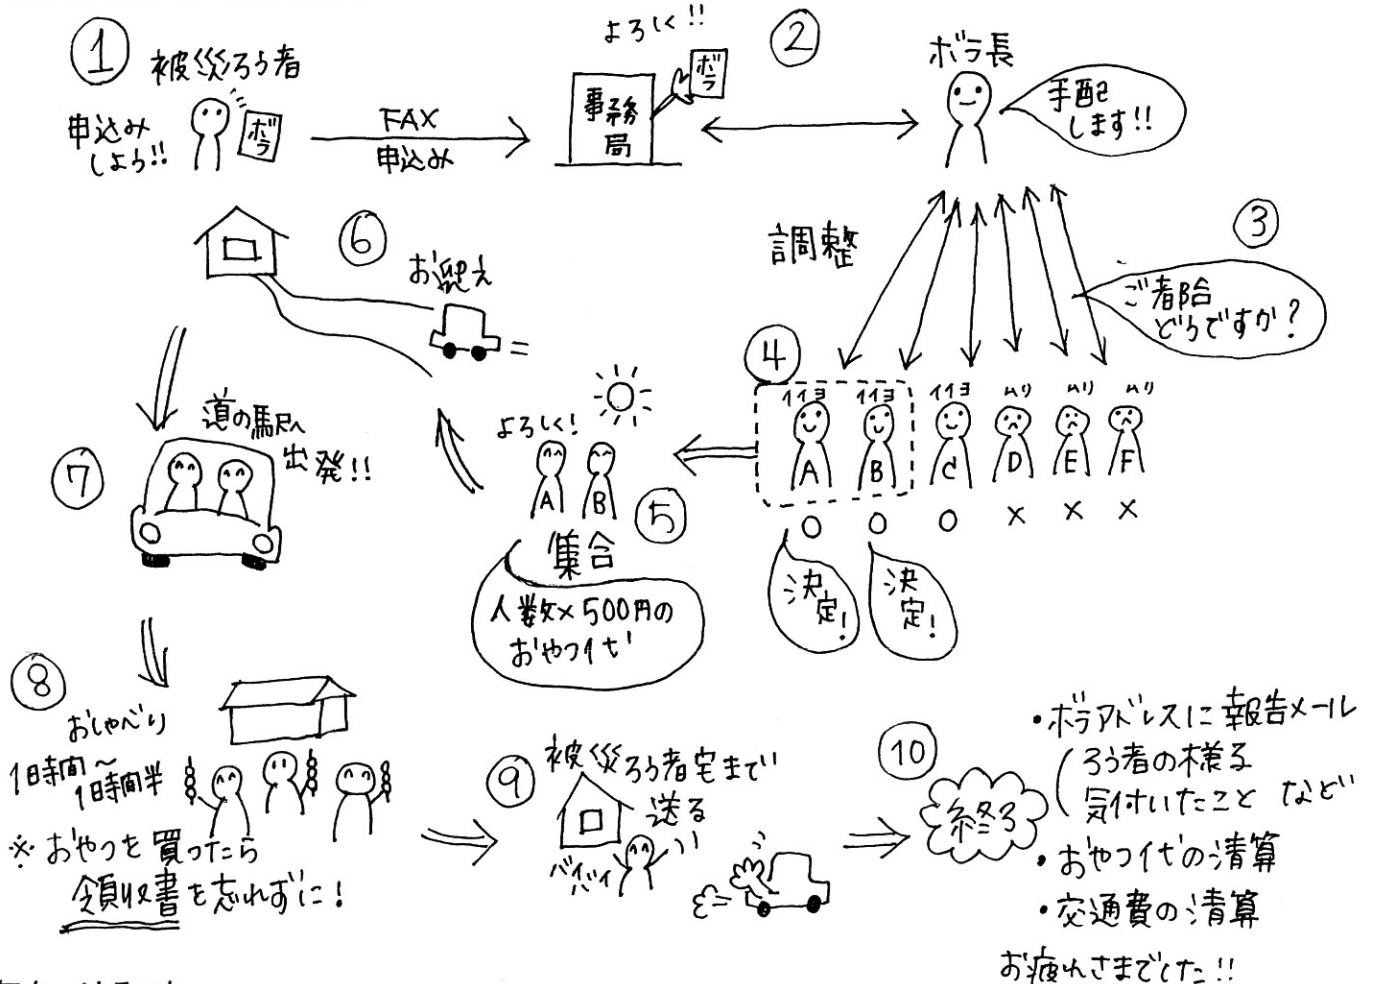 ①
被災ろう者
申込み
しよう!!
ボラ
FAX
申込み
よろしく!!
ボラ
事務
局
②
ボラ長
手配
します!!
調整
③
ご都合
どうですか?
④
イイヨ
イイヨ
イイヨ
ムリ
ムリ
ムリ
A
B
C
D
E
F
○
○
○
×
×
×
決定!
決定!
⑤
よろしく!
A
B
集合
人数×500円の
おやつ代
⑥
お迎え
⑦
道の駅へ
出発!!
⑧
おしゃべり
1時間~
1時間半
※おやつを買ったら
領収書を忘れずに!
⑨
被災ろう者宅まで
送る
バイバイ
⑩
終了
・ボラアドレスに報告メール
(ろう者の様子
気付いたこと など
・おやつ代の清算
・交通費の清算
お疲れさまでした!!